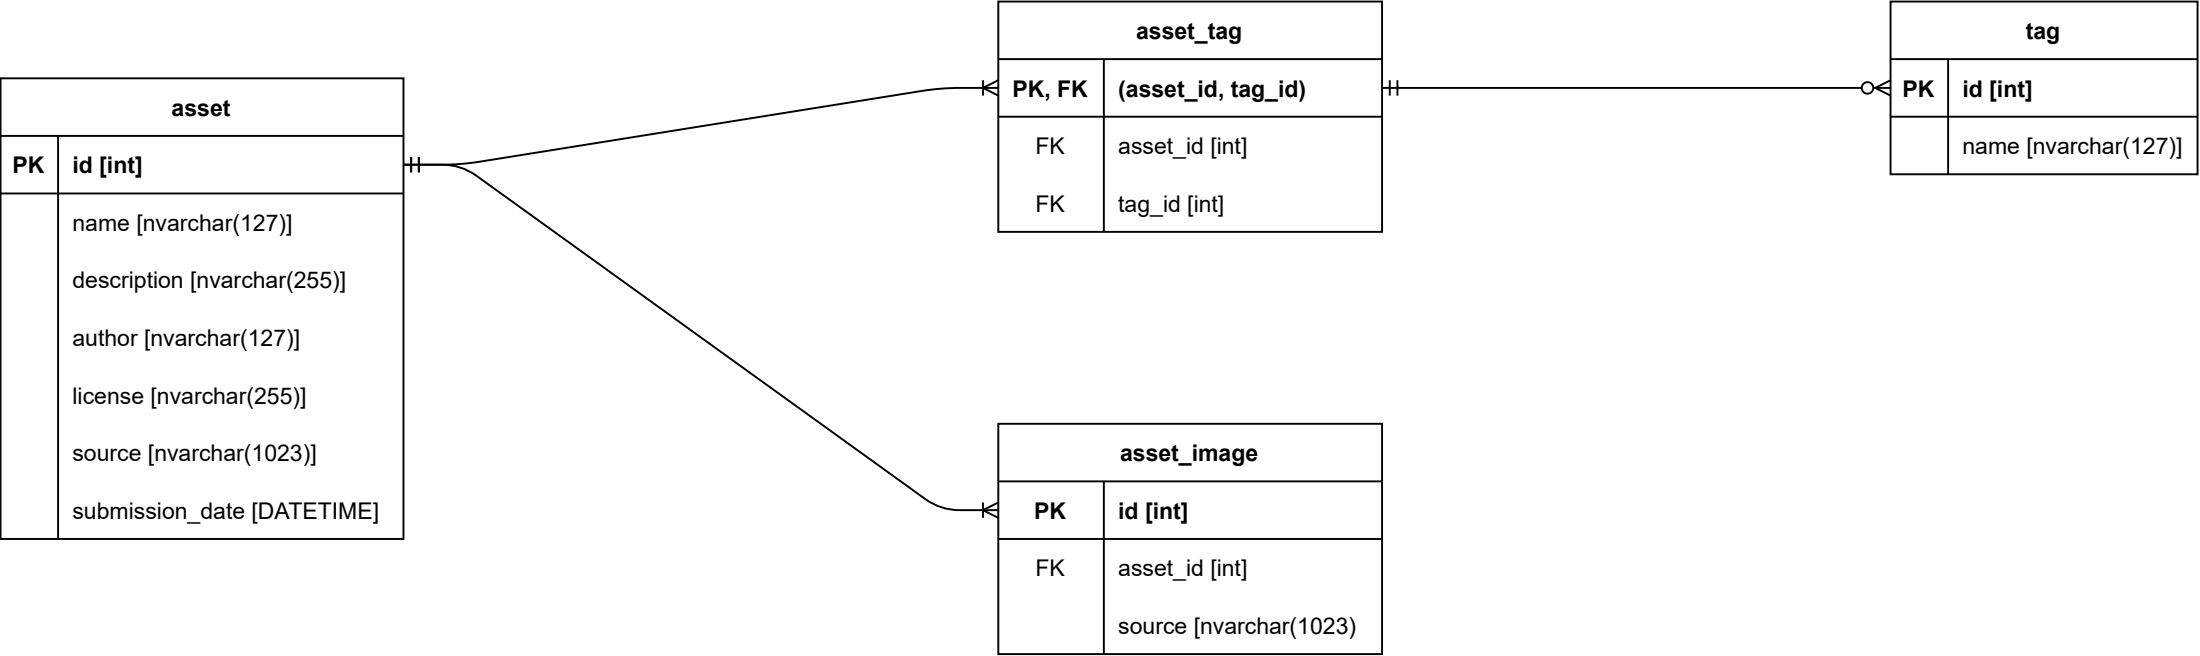 asset
PK id [int]
name [nvarchar(127)]
description [nvarchar(255)]
author [nvarchar(127)]
license [nvarchar(255)]
source [nvarchar(1023)]
submission_date [DATETIME]
asset_tag
PK, FK (asset_id, tag_id)
FK asset_id [int]
FK tag_id [int]
tag
PK id [int]
name [nvarchar(127)]
asset_image
PK id [int]
FK asset_id [int]
source [nvarchar(1023)